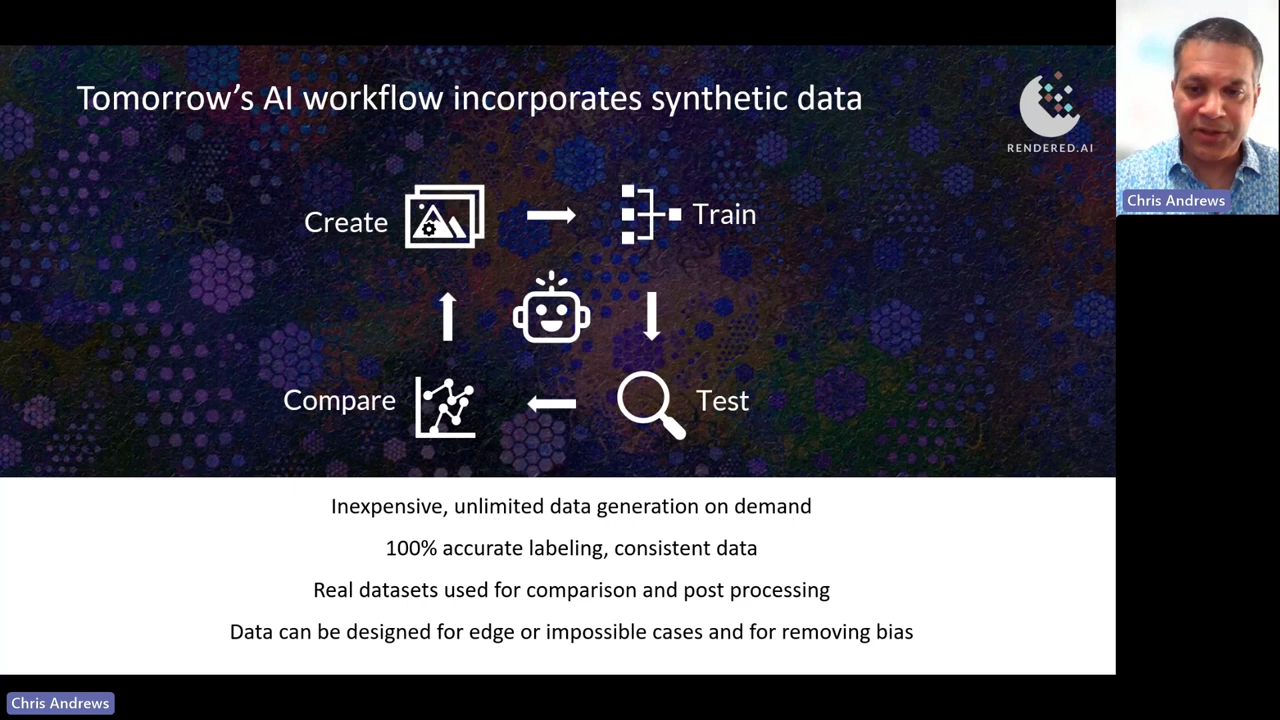 Tomorrow’s AI workflow incorporates synthetic data
RENDERED.AI
Create
Train
Compare
Test
Inexpensive, unlimited data generation on demand
100% accurate labeling, consistent data
Real datasets used for comparison and post processing
Data can be designed for edge or impossible cases and for removing bias
Chris Andrews
Chris Andrews